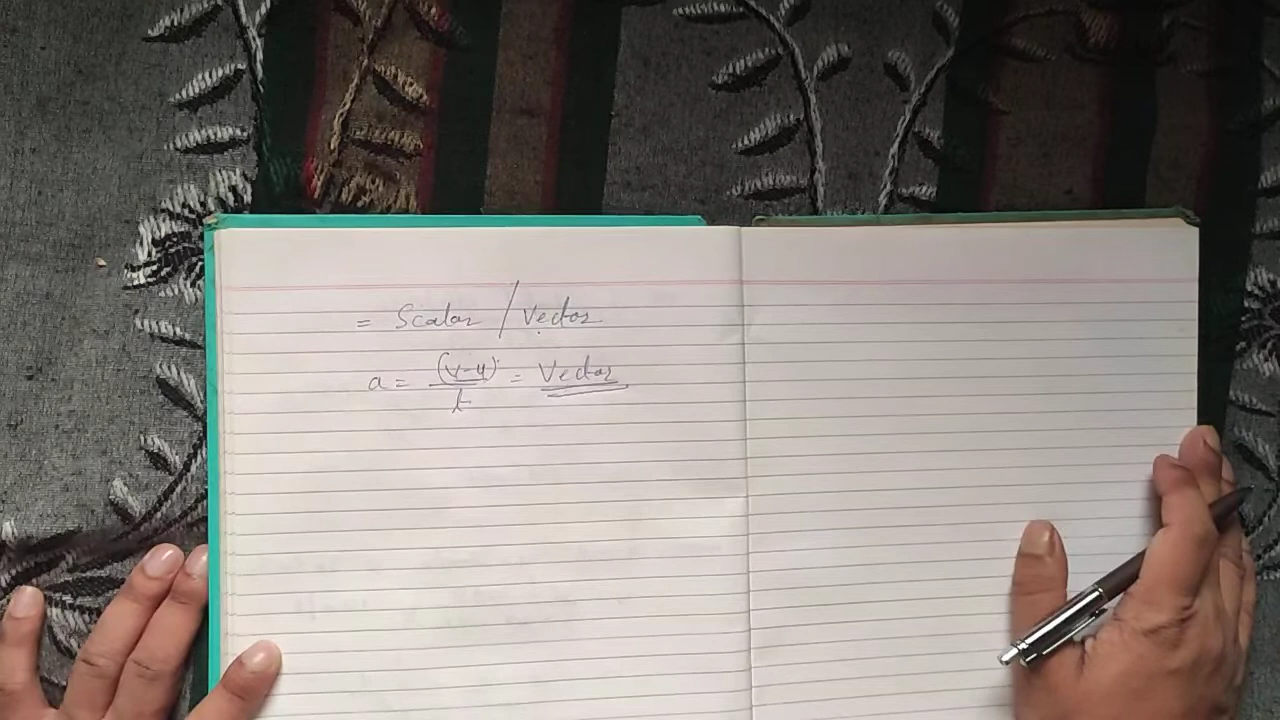 = Scalar / Vector
a = (v-u)/t = Vector